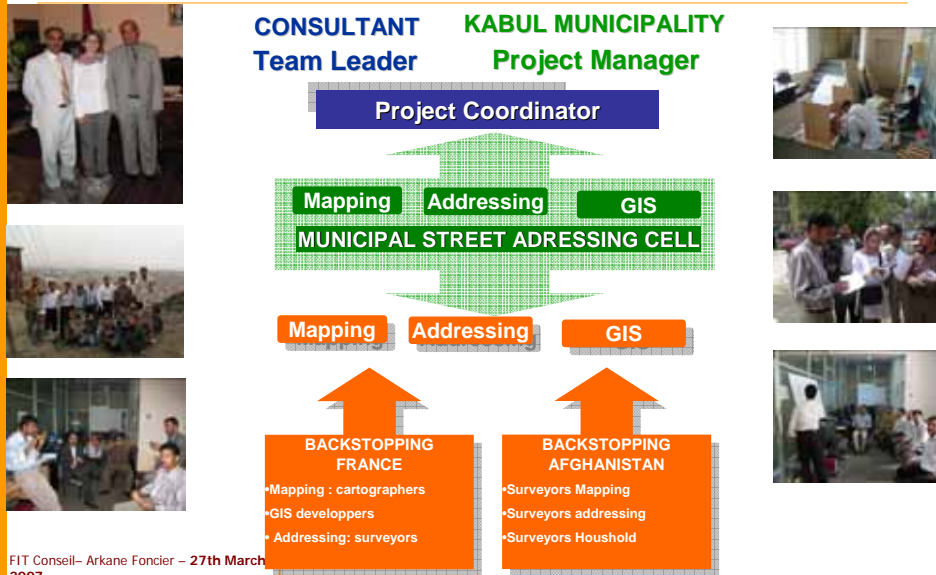 CONSULTANT
Team Leader
KABUL MUNICIPALITY
Project Manager
Project Coordinator
Mapping
Addressing
GIS
MUNICIPAL STREET ADRESSING CELL
Mapping
Addressing
GIS
BACKSTOPPING
FRANCE
•Mapping : cartographers
•GIS developpers
• Addressing: surveyors
BACKSTOPPING
AFGHANISTAN
•Surveyors Mapping
•Surveyors addressing
•Surveyors Houshold
FIT Conseil– Arkane Foncier – 27th March
2007